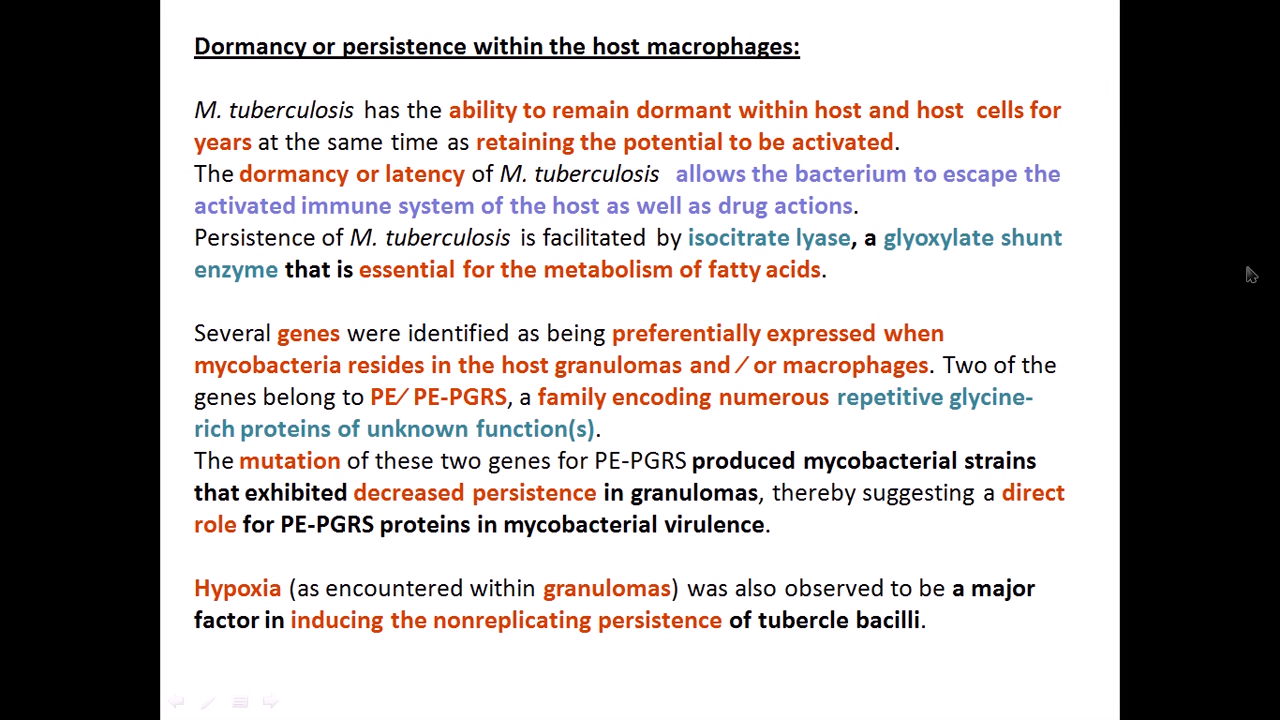 Dormancy or persistence within the host macrophages:
M. tuberculosis has the ability to remain dormant within host and host cells for
years at the same time as retaining the potential to be activated.
The dormancy or latency of M. tuberculosis allows the bacterium to escape the
activated immune system of the host as well as drug actions.
Persistence of M. tuberculosis is facilitated by isocitrate lyase, a glyoxylate shunt
enzyme that is essential for the metabolism of fatty acids.
Several genes were identified as being preferentially expressed when
mycobacteria resides in the host granulomas and ⁄ or macrophages. Two of the
genes belong to PE⁄ PE-PGRS, a family encoding numerous repetitive glycine-
rich proteins of unknown function(s).
The mutation of these two genes for PE-PGRS produced mycobacterial strains
that exhibited decreased persistence in granulomas, thereby suggesting a direct
role for PE-PGRS proteins in mycobacterial virulence.
Hypoxia (as encountered within granulomas) was also observed to be a major
factor in inducing the nonreplicating persistence of tubercle bacilli.